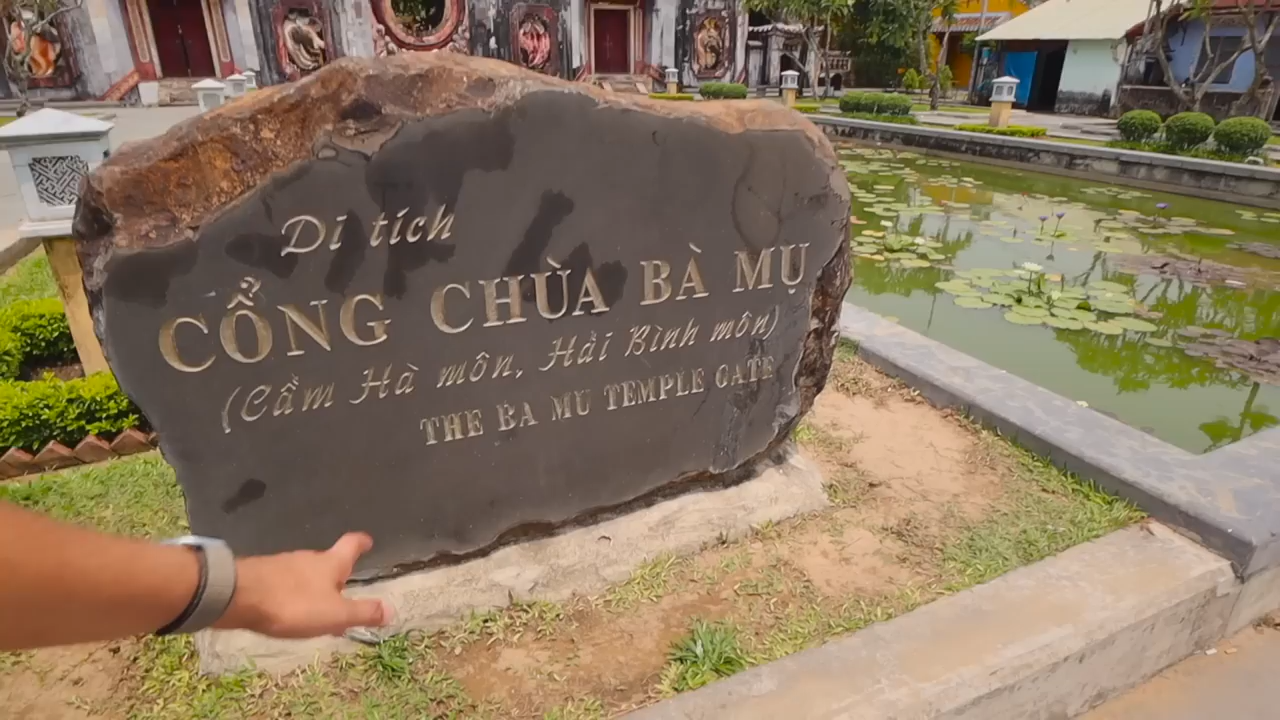 Di tích
CỔNG CHÙA BÀ MỤ
(Cẩm Hà môn, Hải Bình môn)
THE BA MU TEMPLE GATE